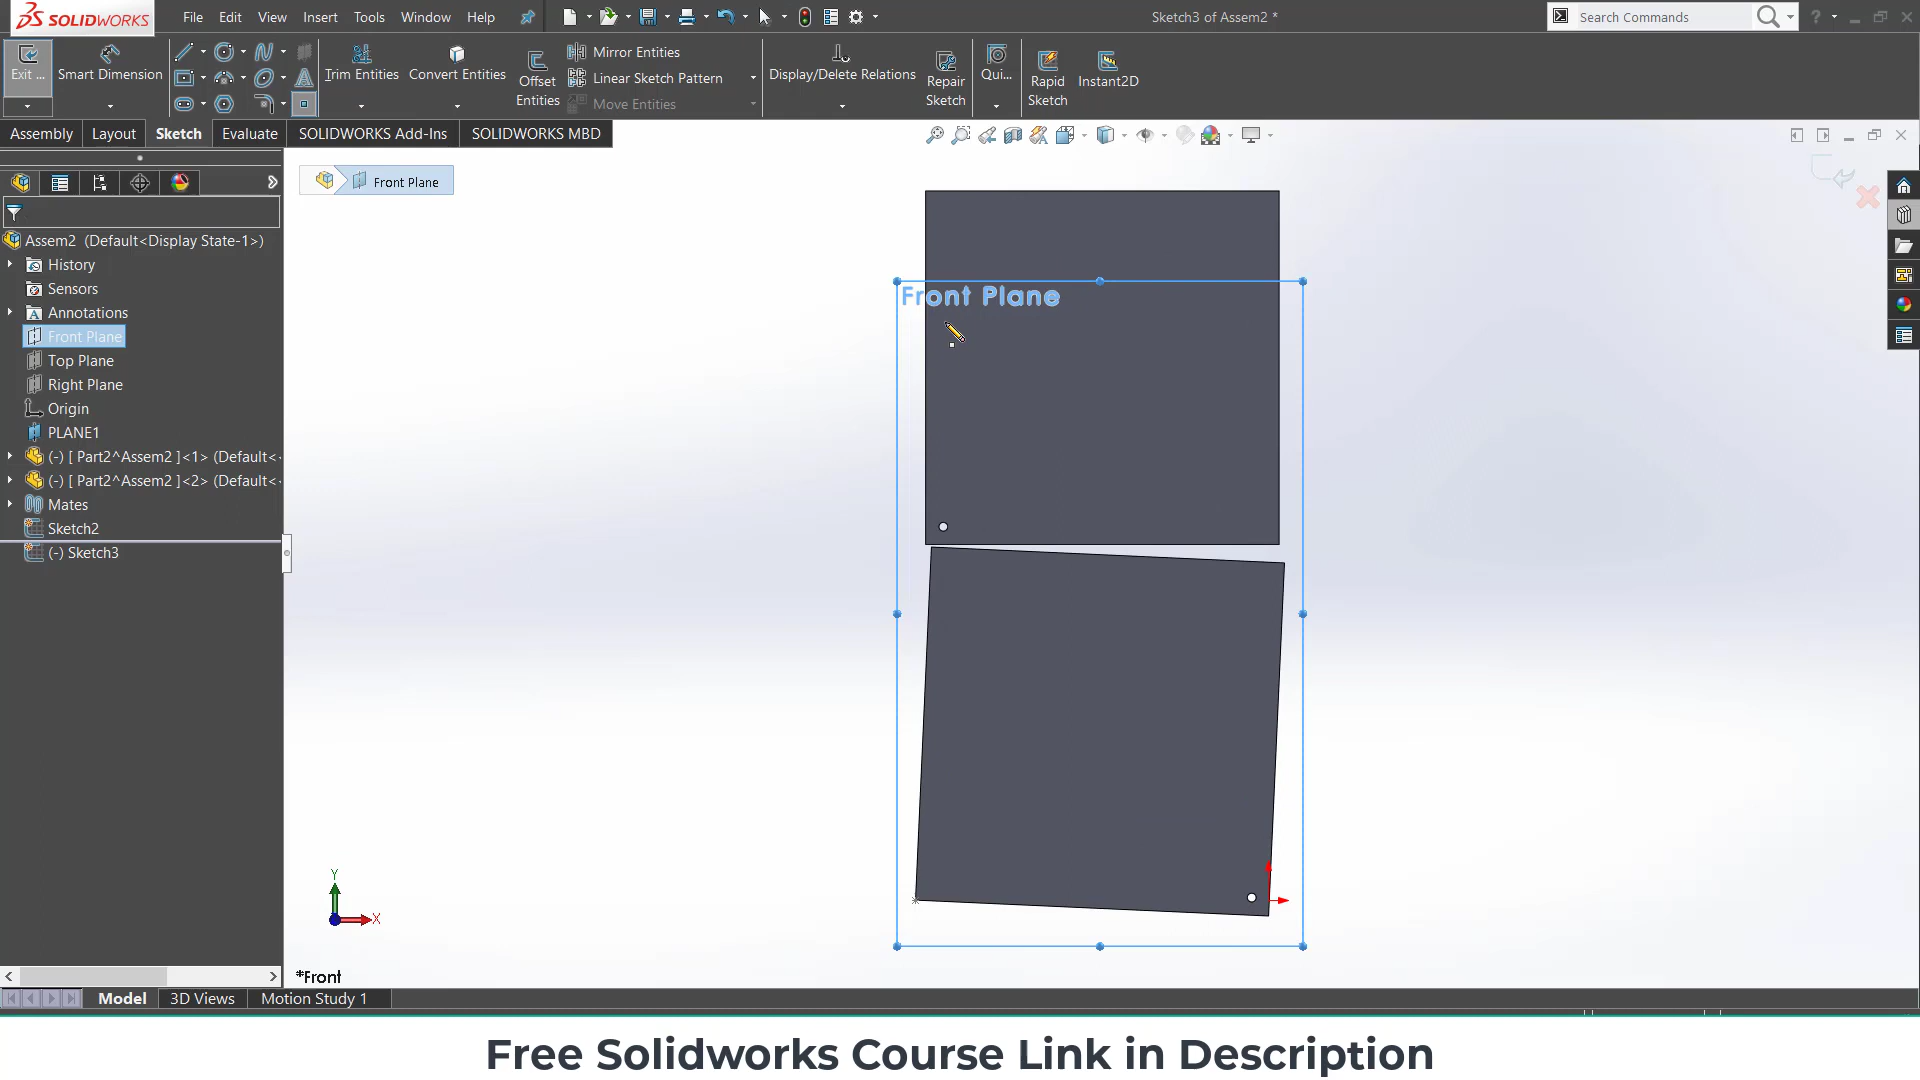 SOLIDWORKS
File Edit View Insert Tools Window Help
Sketch3 of Assem2 *
Search Commands
Exit ...
Smart Dimension
Trim Entities
Convert Entities
Offset Entities
Mirror Entities
Linear Sketch Pattern
Move Entities
Display/Delete Relations
Repair Sketch
Qui...
Rapid Sketch
Instant2D
Assembly Layout Sketch Evaluate SOLIDWORKS Add-Ins SOLIDWORKS MBD
Front Plane
Assem2 (Default<Display State-1>)
History
Sensors
Annotations
Front Plane
Top Plane
Right Plane
Origin
PLANE1
(-) [ Part2^Assem2 ]<1> (Default<
(-) [ Part2^Assem2 ]<2> (Default<
Mates
Sketch2
(-) Sketch3
Front Plane
Y
X
*Front
Model 3D Views Motion Study 1
Free Solidworks Course Link in Description